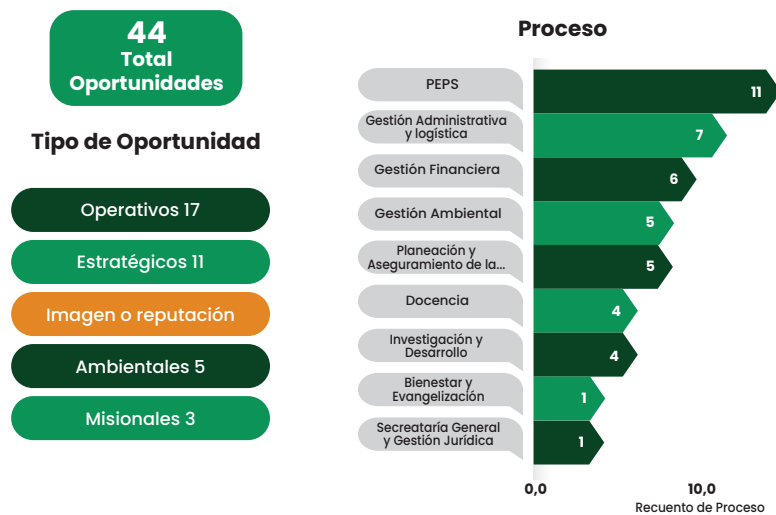 44
Total
Oportunidades
Tipo de Oportunidad
Operativos 17
Estratégicos 11
Imagen o reputación
Ambientales 5
Misionales 3
Proceso
PEPS
11
Gestión Administrativa
y logística
7
Gestión Financiera
6
Gestión Ambiental
5
Planeación y
Aseguramiento de la...
5
Docencia
4
Investigación y
Desarrollo
4
Bienestar y
Evangelización
1
Secreataría General
y Gestión Jurídica
1
0,0
10,0
Recuento de Proceso